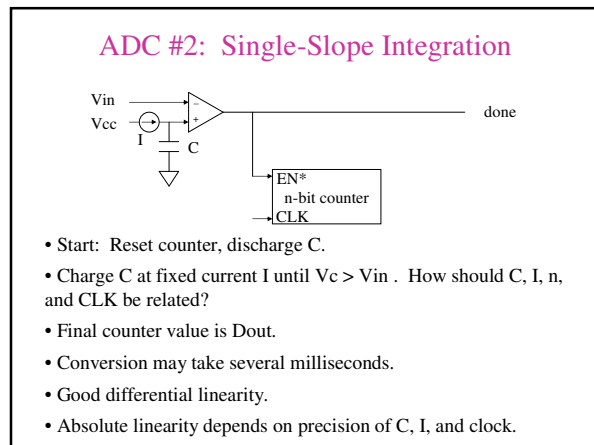 ADC #2: Single-Slope Integration
Vin
−
done
Vcc
+
I
C
EN*
n-bit counter
CLK
• Start: Reset counter, discharge C.
• Charge C at fixed current I until Vc > Vin . How should C, I, n,
and CLK be related?
• Final counter value is Dout.
• Conversion may take several milliseconds.
• Good differential linearity.
• Absolute linearity depends on precision of C, I, and clock.